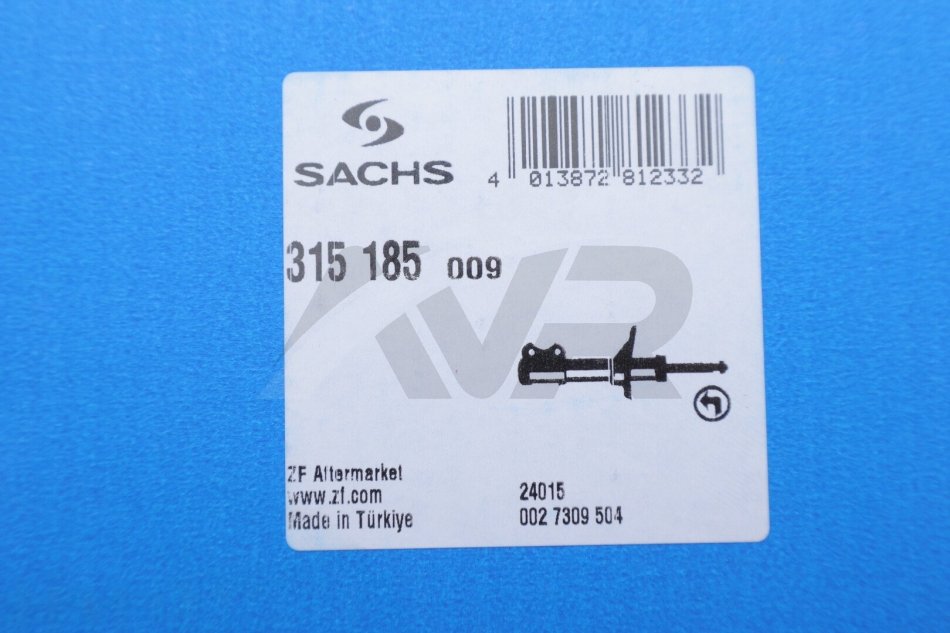 SACHS
4 013872 812332
315 185 009
VR
ZF Aftermarket
www.zf.com
Made in Türkiye
24015
002 7309 504